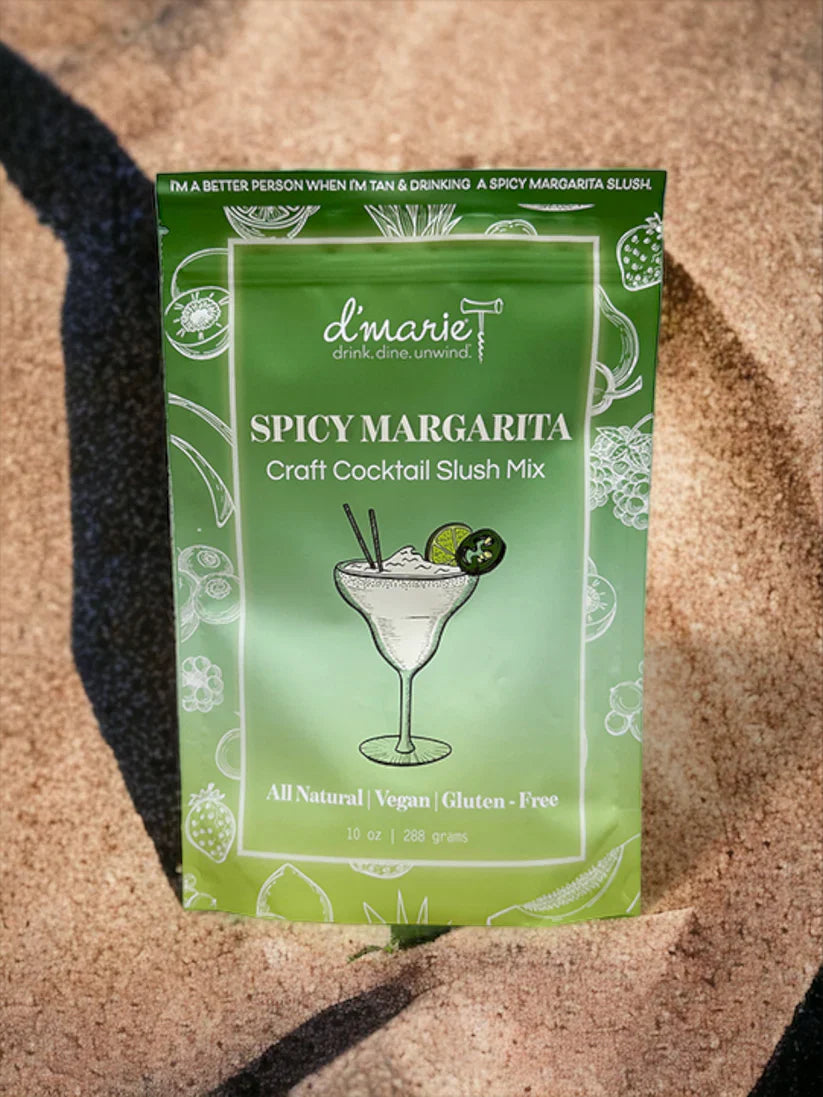 I'M A BETTER PERSON WHEN I'M TAN & DRINKING A SPICY MARGARITA SLUSH.
d'marie
drink.dine.unwind.
SPICY MARGARITA
Craft Cocktail Slush Mix
All Natural | Vegan | Gluten - Free
10 oz | 288 grams